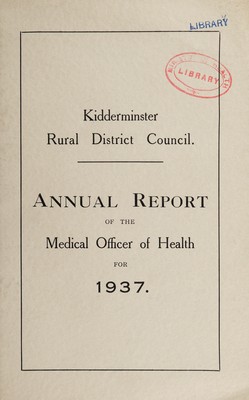 LIBRARY
LIBRARY
Kidderminster
Rural District Council.
ANNUAL REPORT
OF THE
Medical Officer of Health
FOR
1937.